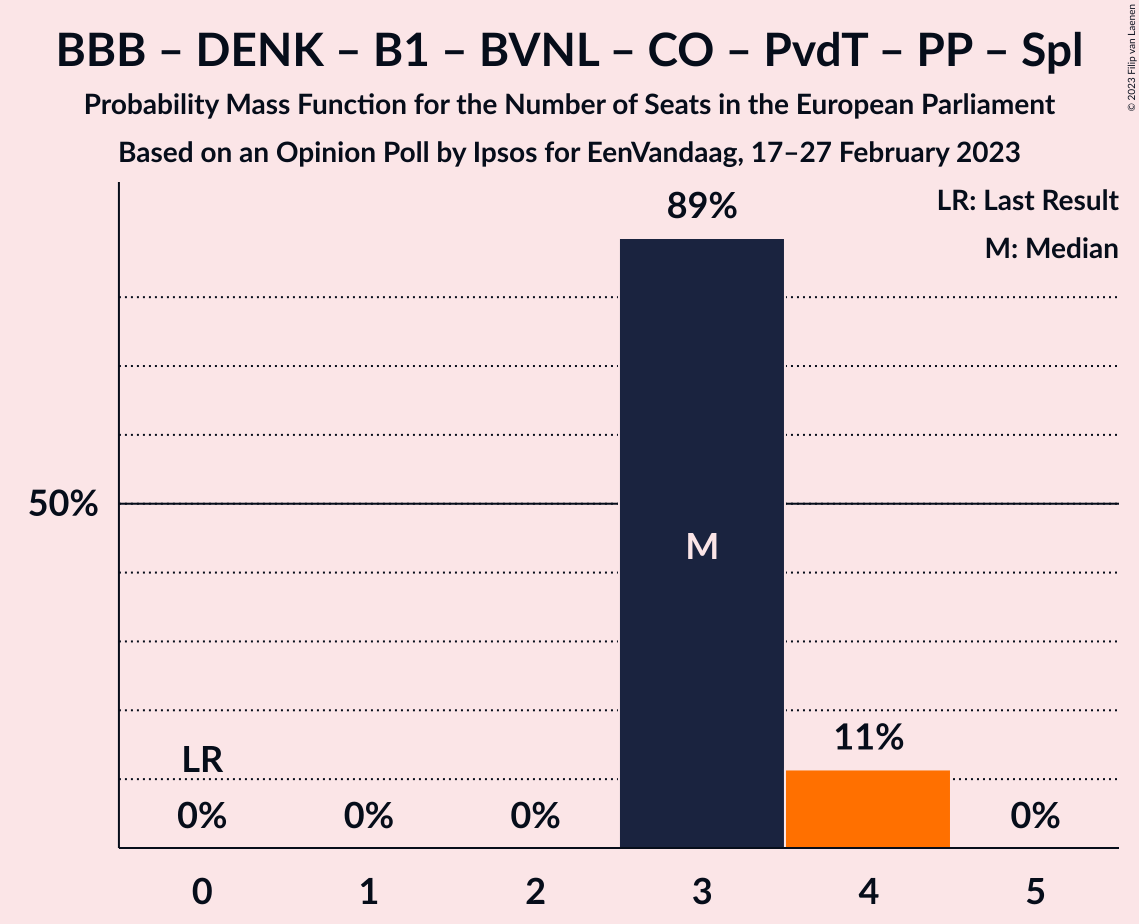 BBB – DENK – B1 – BVNL – CO – PvdT – PP – Spl
Probability Mass Function for the Number of Seats in the European Parliament
Based on an Opinion Poll by Ipsos for EenVandaag, 17–27 February 2023
© 2023 Filip van Laenen
LR: Last Result
M: Median
89%
50%
M
11%
LR
0% 0% 0% 0%
0 1 2 3 4 5